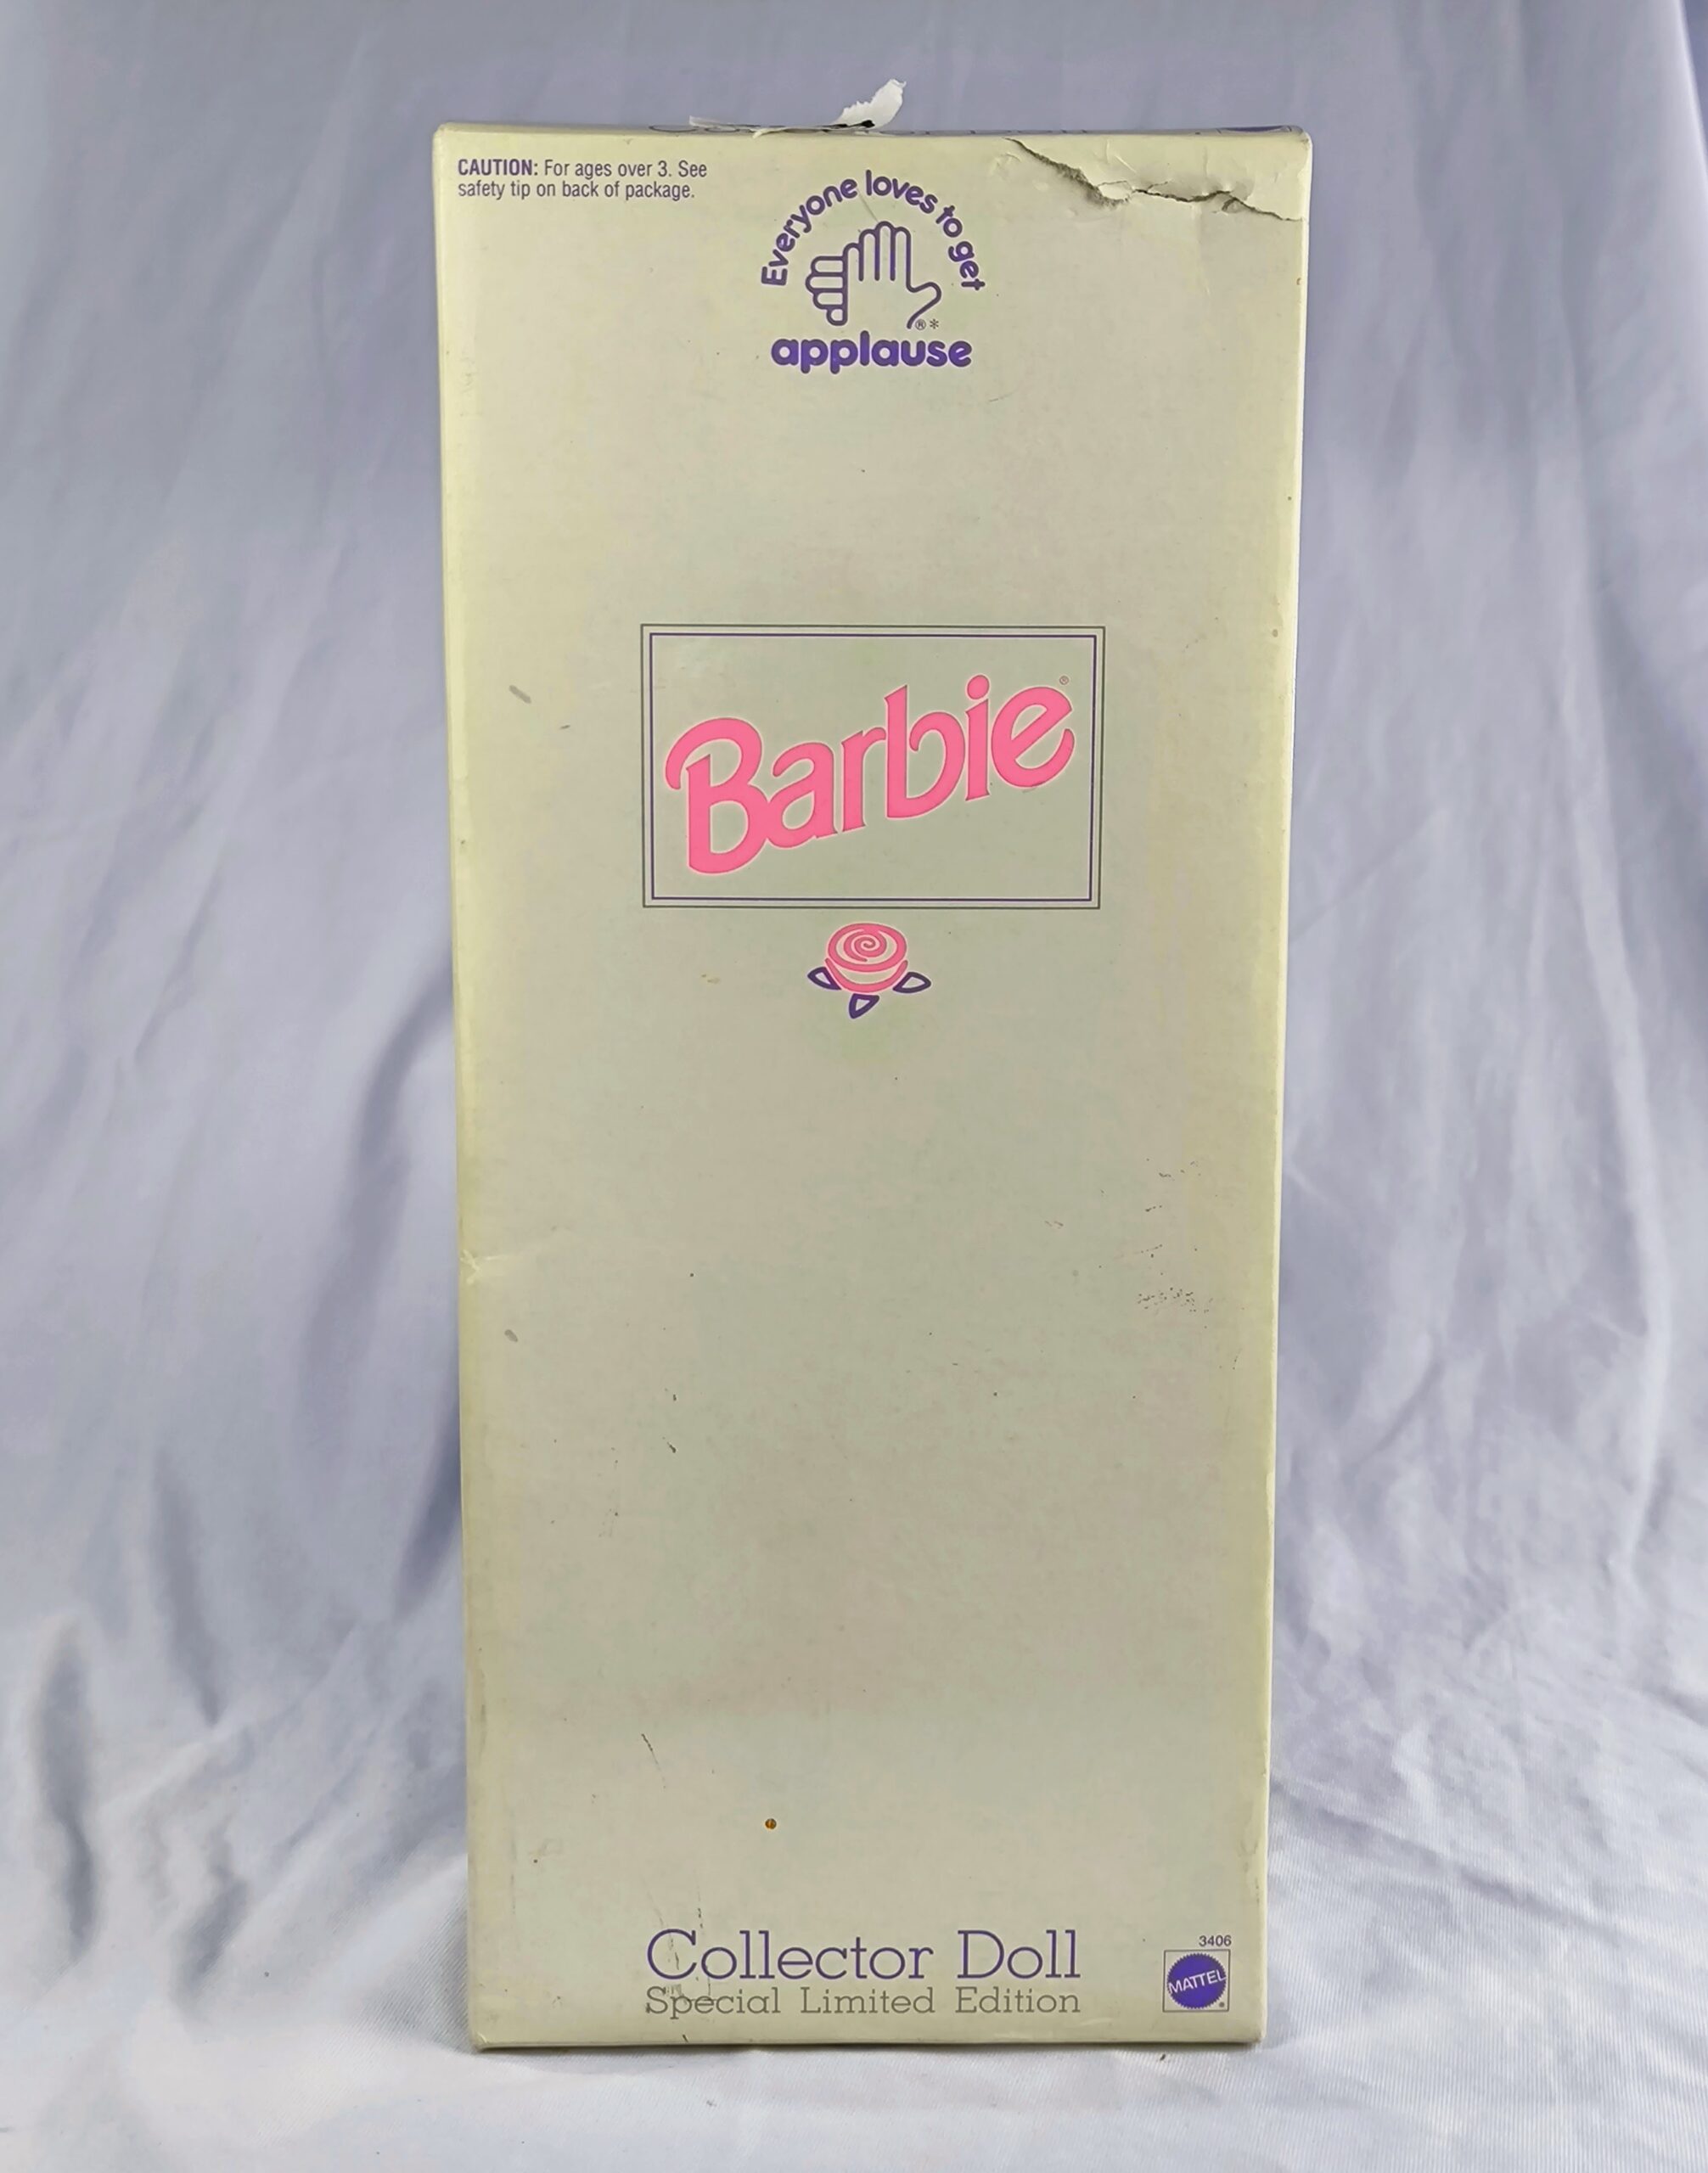 CAUTION: For ages over 3. See
safety tip on back of package.
Everyone loves to get
®*
applause
Barbie®
Collector Doll
Special Limited Edition
3406
MATTEL
®